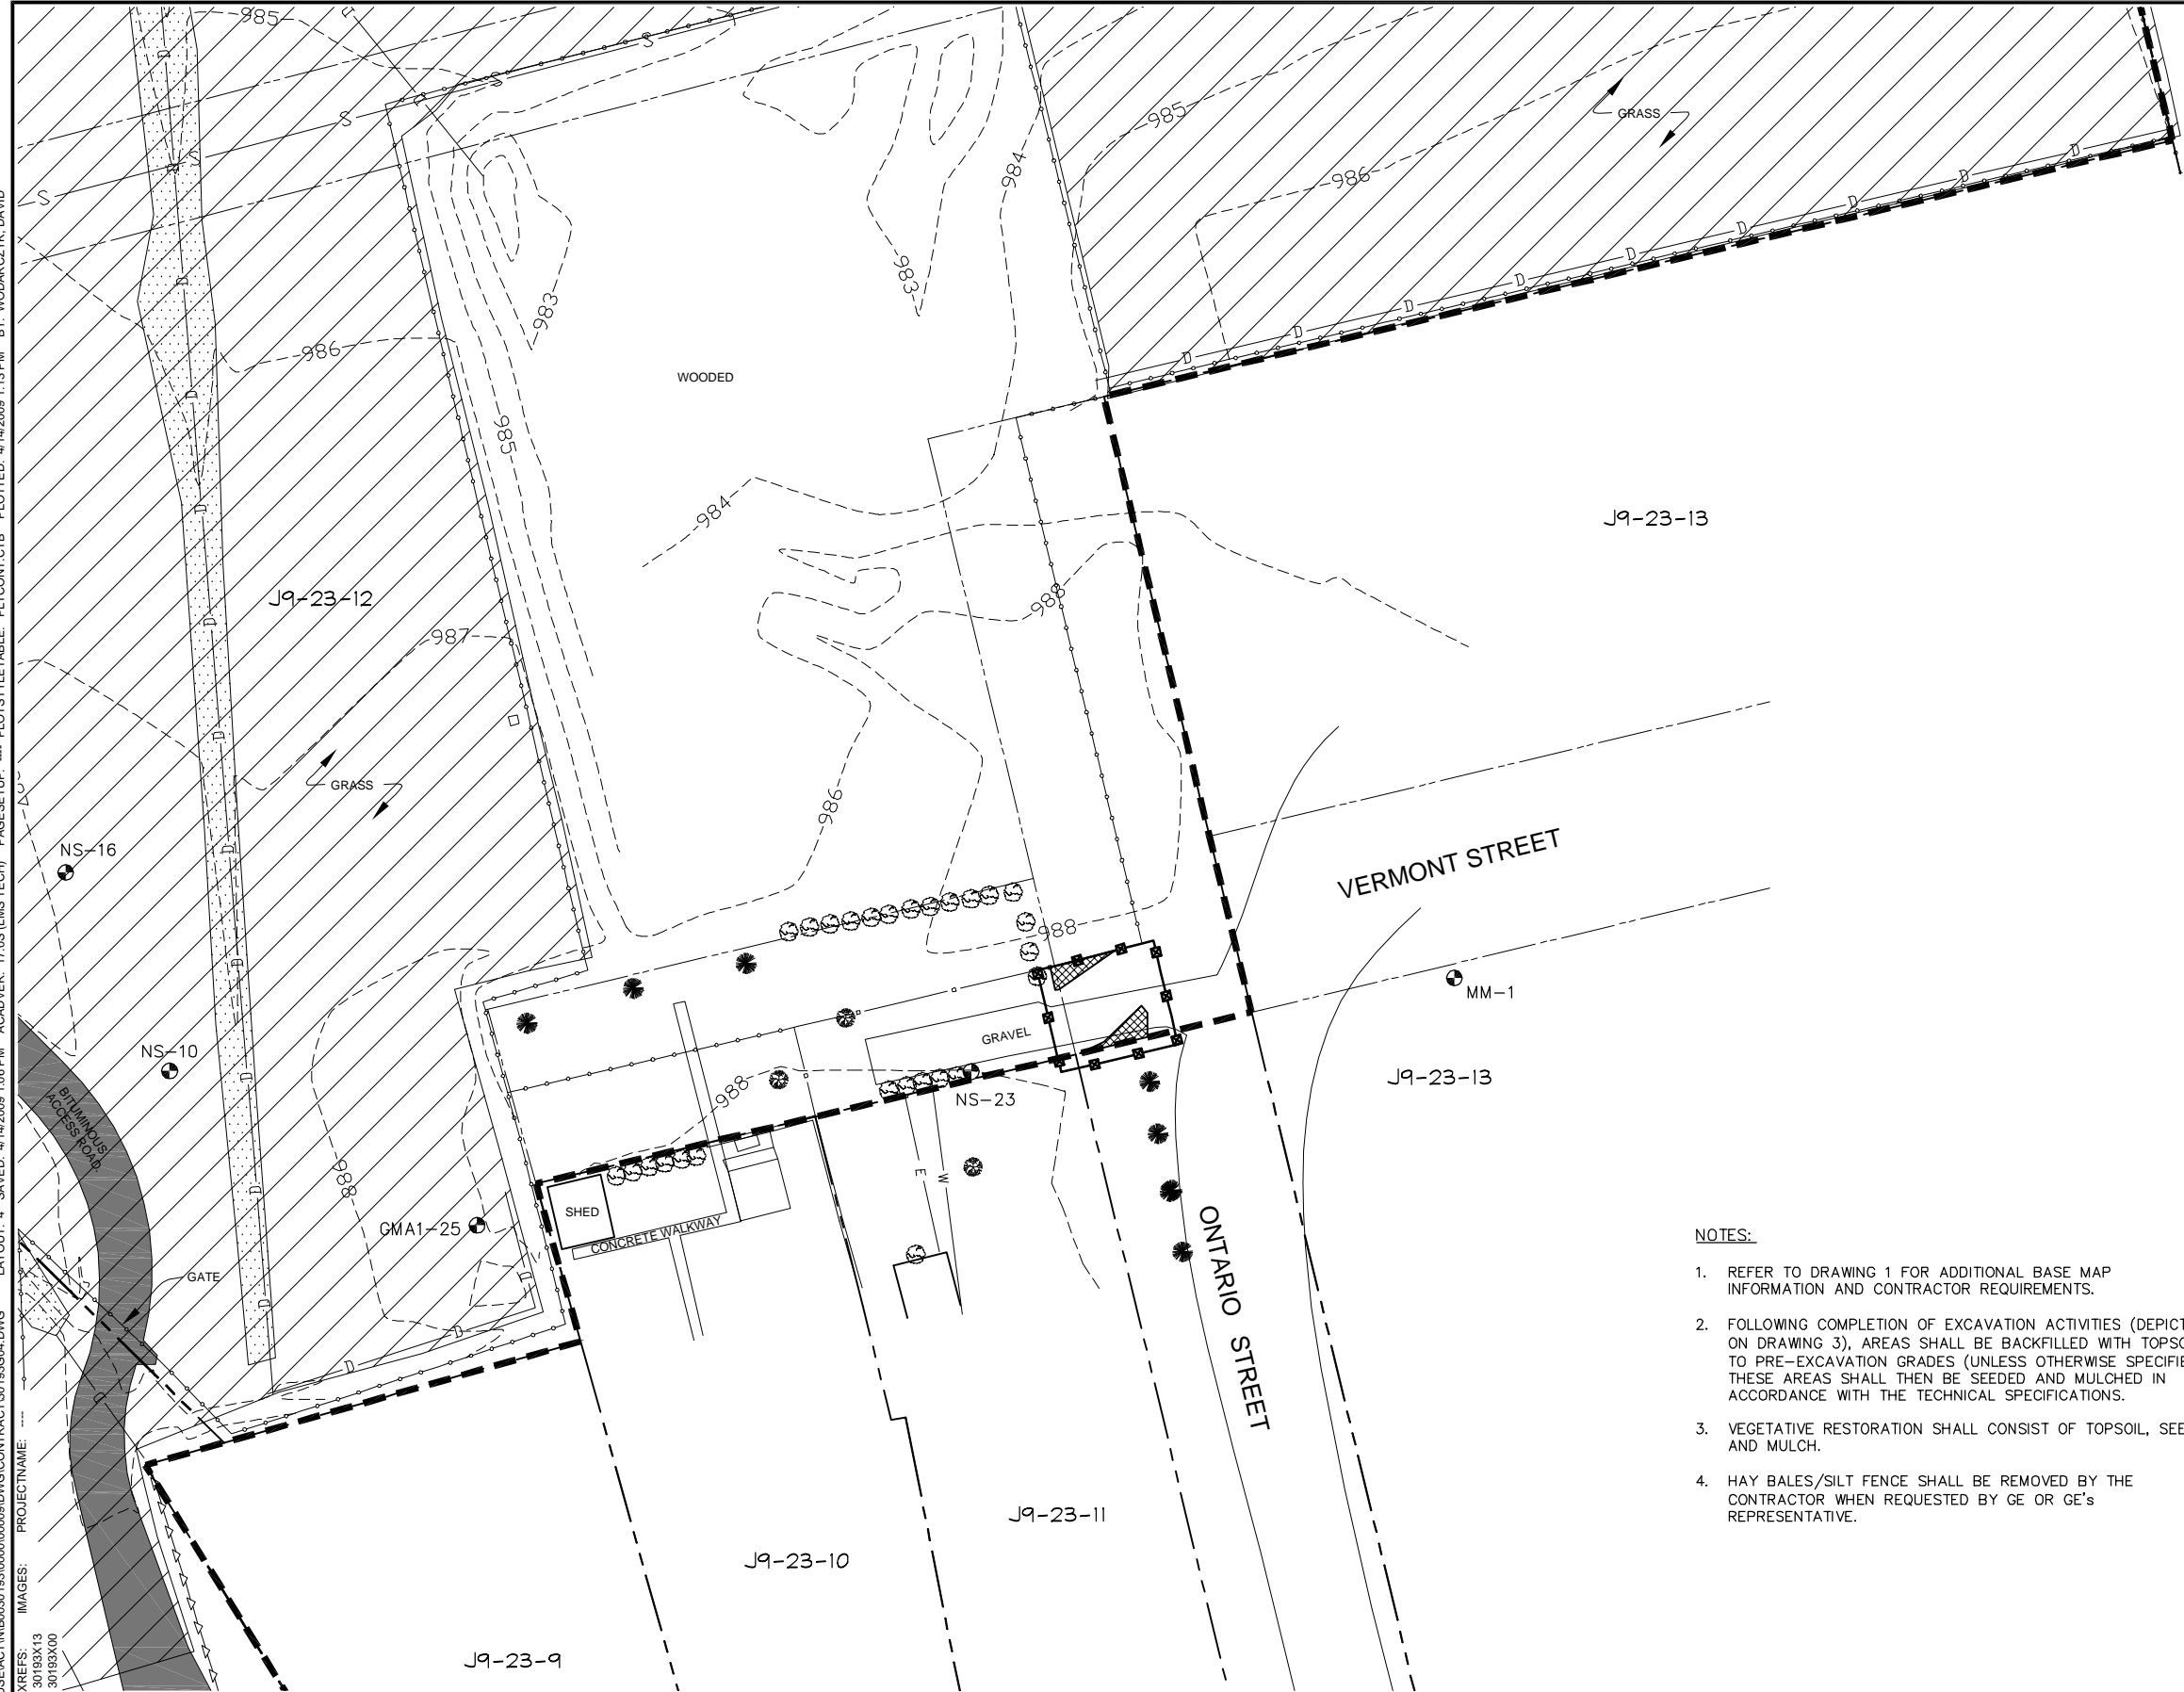 985
D
D
S
S
S
S
S
D
D
985
984
986
GRASS
D
D
D
D
D
D
D
D
D
983
983
986
WOODED
985
984
J9-23-13
J9-23-12
988
987
GRASS
986
NS-16
VERMONT STREET
988
MM-1
GRAVEL
NS-10
988
NS-23
J9-23-13
BITUMINOUS
ACCESS ROAD
988
E
W
SHED
GMA1-25
CONCRETE WALKWAY
GATE
ONTARIO STREET
D
D
D
J9-23-11
J9-23-10
J9-23-9
NOTES:
1. REFER TO DRAWING 1 FOR ADDITIONAL BASE MAP
INFORMATION AND CONTRACTOR REQUIREMENTS.
2. FOLLOWING COMPLETION OF EXCAVATION ACTIVITIES (DEPICT
ON DRAWING 3), AREAS SHALL BE BACKFILLED WITH TOPSO
TO PRE-EXCAVATION GRADES (UNLESS OTHERWISE SPECIFIE
THESE AREAS SHALL THEN BE SEEDED AND MULCHED IN
ACCORDANCE WITH THE TECHNICAL SPECIFICATIONS.
3. VEGETATIVE RESTORATION SHALL CONSIST OF TOPSOIL, SEE
AND MULCH.
4. HAY BALES/SILT FENCE SHALL BE REMOVED BY THE
CONTRACTOR WHEN REQUESTED BY GE OR GE's
REPRESENTATIVE.
XREFS: IMAGES: PROJECTNAME: ----
30193X13
30193X00